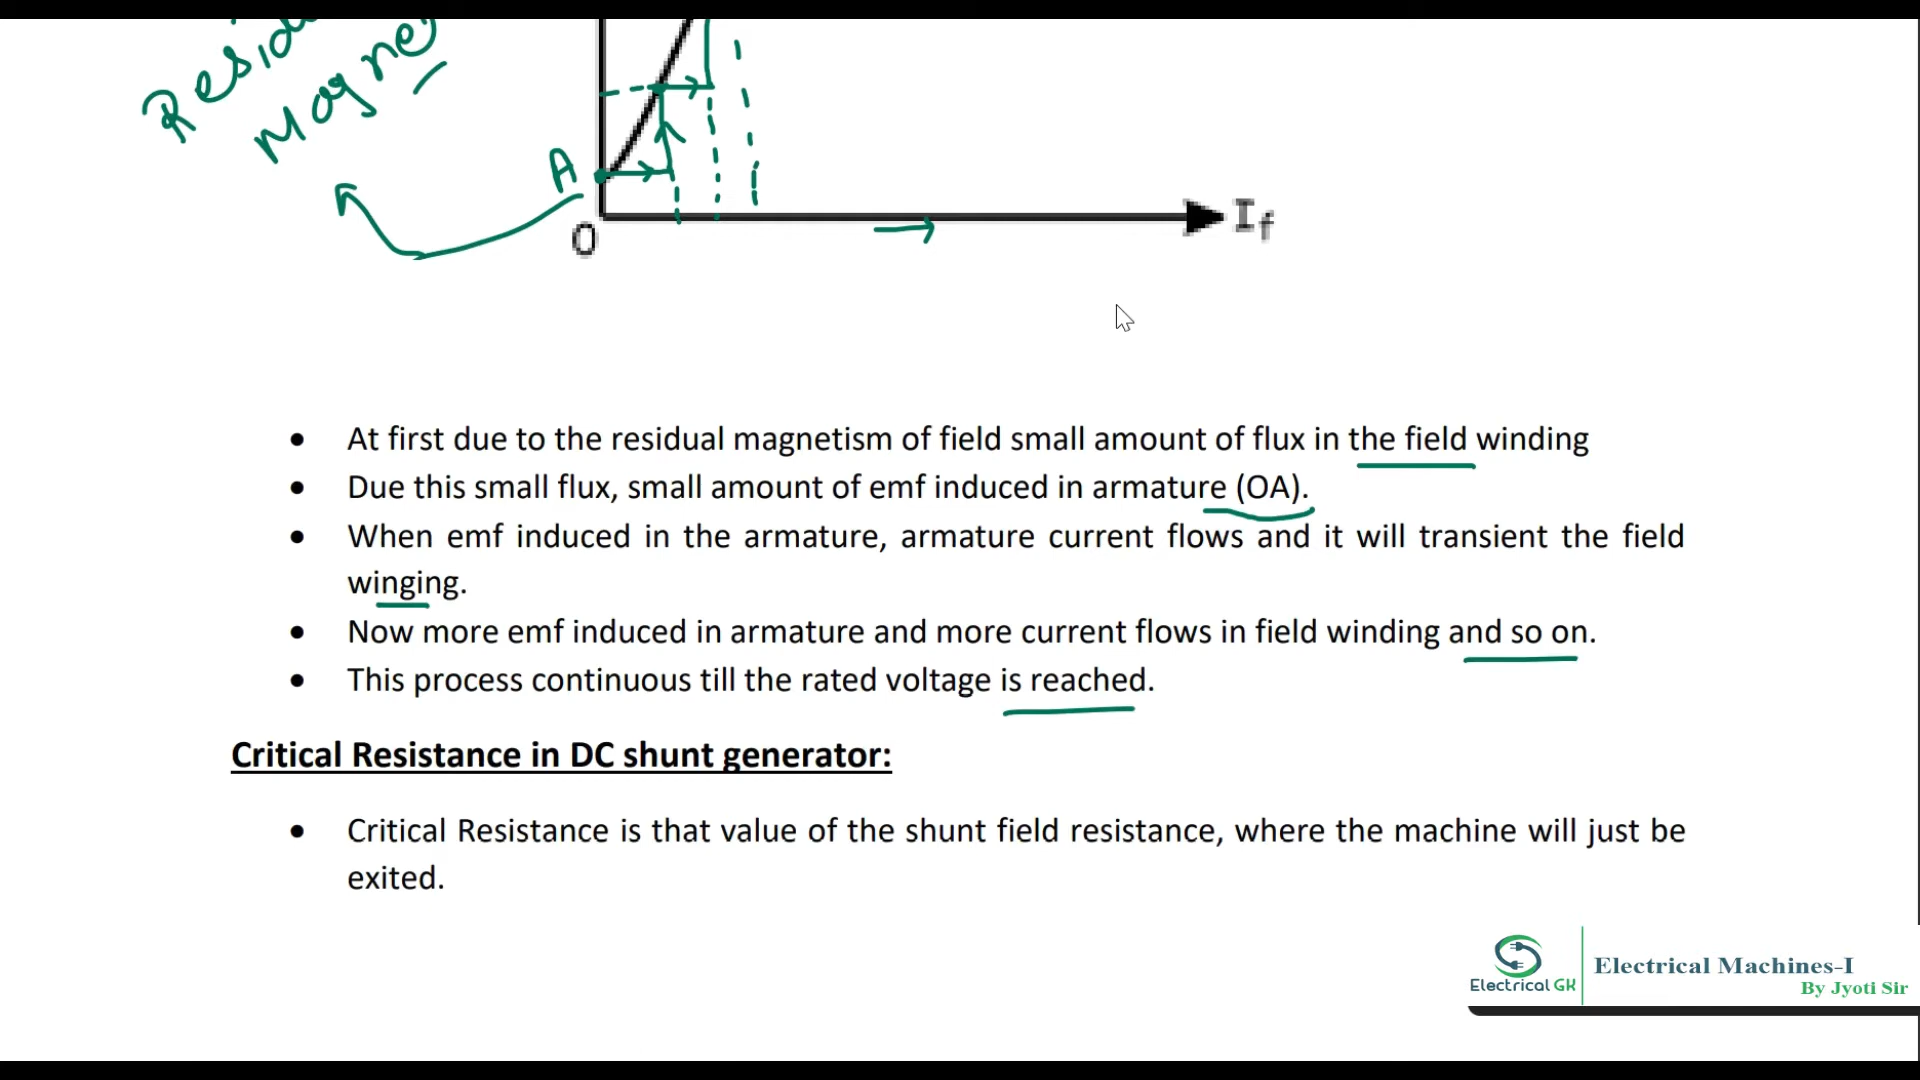 Magne
A
O
If
• At first due to the residual magnetism of field small amount of flux in the field winding
• Due this small flux, small amount of emf induced in armature (OA).
• When emf induced in the armature, armature current flows and it will transient the field
winging.
• Now more emf induced in armature and more current flows in field winding and so on.
• This process continuous till the rated voltage is reached.
Critical Resistance in DC shunt generator:
• Critical Resistance is that value of the shunt field resistance, where the machine will just be
exited.
Electrical Machines-I
Electrical GK
By Jyoti Sir